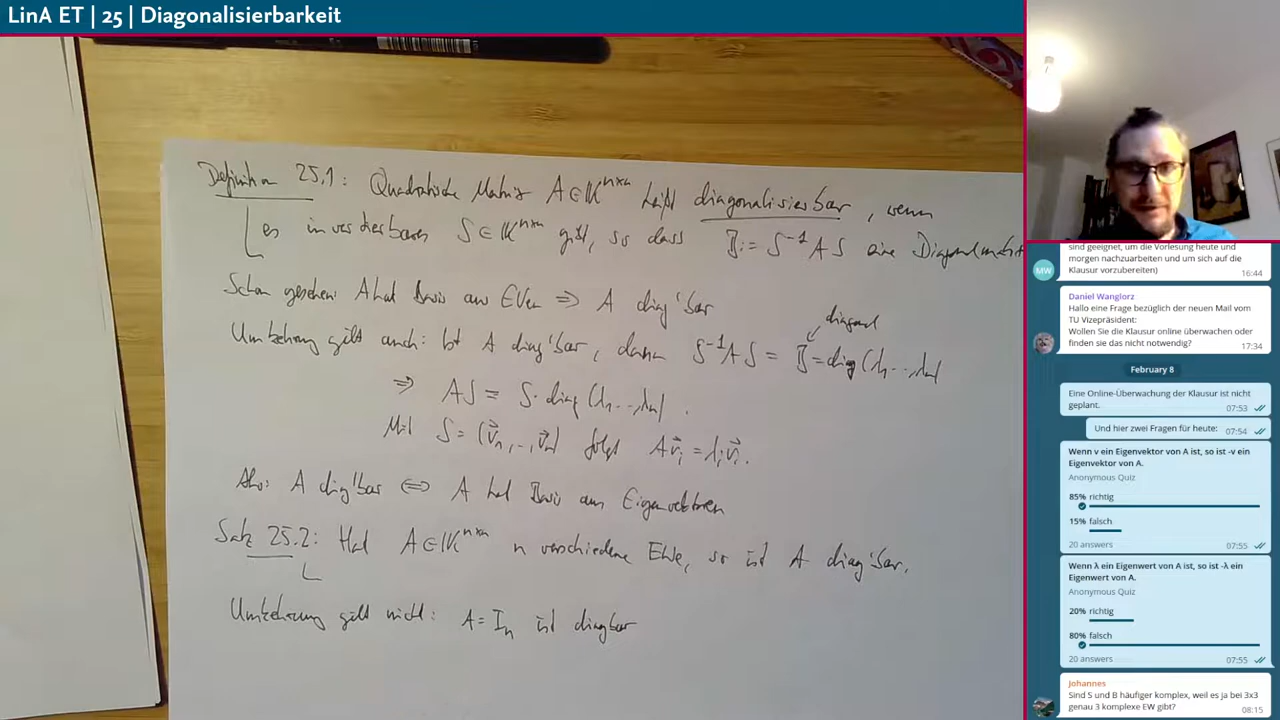 LinA ET | 25 | Diagonalisierbarkeit
Definition 25.1: Quadratische Matrix A ∈ K^{n×n} heißt diagonalisierbar, wenn
es invertierbares S ∈ K^{n×n} gibt, so dass B := S^{-1} A S eine Diagonalmatrix
Schon gesehen: A hat Basis aus EVen ⇒ A diag'bar
diagonal
Umkehrung gilt auch: Ist A diag'bar, dann S^{-1} A S = B = diag(λ₁,...,λₙ)
⇒ AS = S · diag(λ₁,...,λₙ).
Mit S = (v⃗₁,...,v⃗ₙ) folgt A v⃗ᵢ = λᵢ v⃗ᵢ.
Also: A diag'bar ⇔ A hat Basis aus Eigenvektoren
Satz 25.2: Hat A ∈ K^{n×n} n verschiedene EWe, so ist A diag'bar.
Umkehrung gilt nicht: A = Iₙ ist diagbar
sind geeignet, um die Vorlesung heute und
morgen nachzuarbeiten und um sich auf die
Klausur vorzubereiten)
MW
16:44
Daniel Wanglorz
Hallo eine Frage bezüglich der neuen Mail vom
TU Vizepräsident:
Wollen Sie die Klausur online überwachen oder
finden sie das nicht notwendig?
17:34
February 8
Eine Online-Überwachung der Klausur ist nicht
geplant.
07:53
Und hier zwei Fragen für heute:
07:54
Wenn v ein Eigenvektor von A ist, so ist -v ein
Eigenvektor von A.
Anonymous Quiz
85% richtig
15% falsch
20 answers
07:55
Wenn λ ein Eigenwert von A ist, so ist -λ ein
Eigenwert von A.
Anonymous Quiz
20% richtig
80% falsch
20 answers
07:55
Johannes
Sind S und B häufiger komplex, weil es ja bei 3x3
genau 3 komplexe EW gibt?
08:15